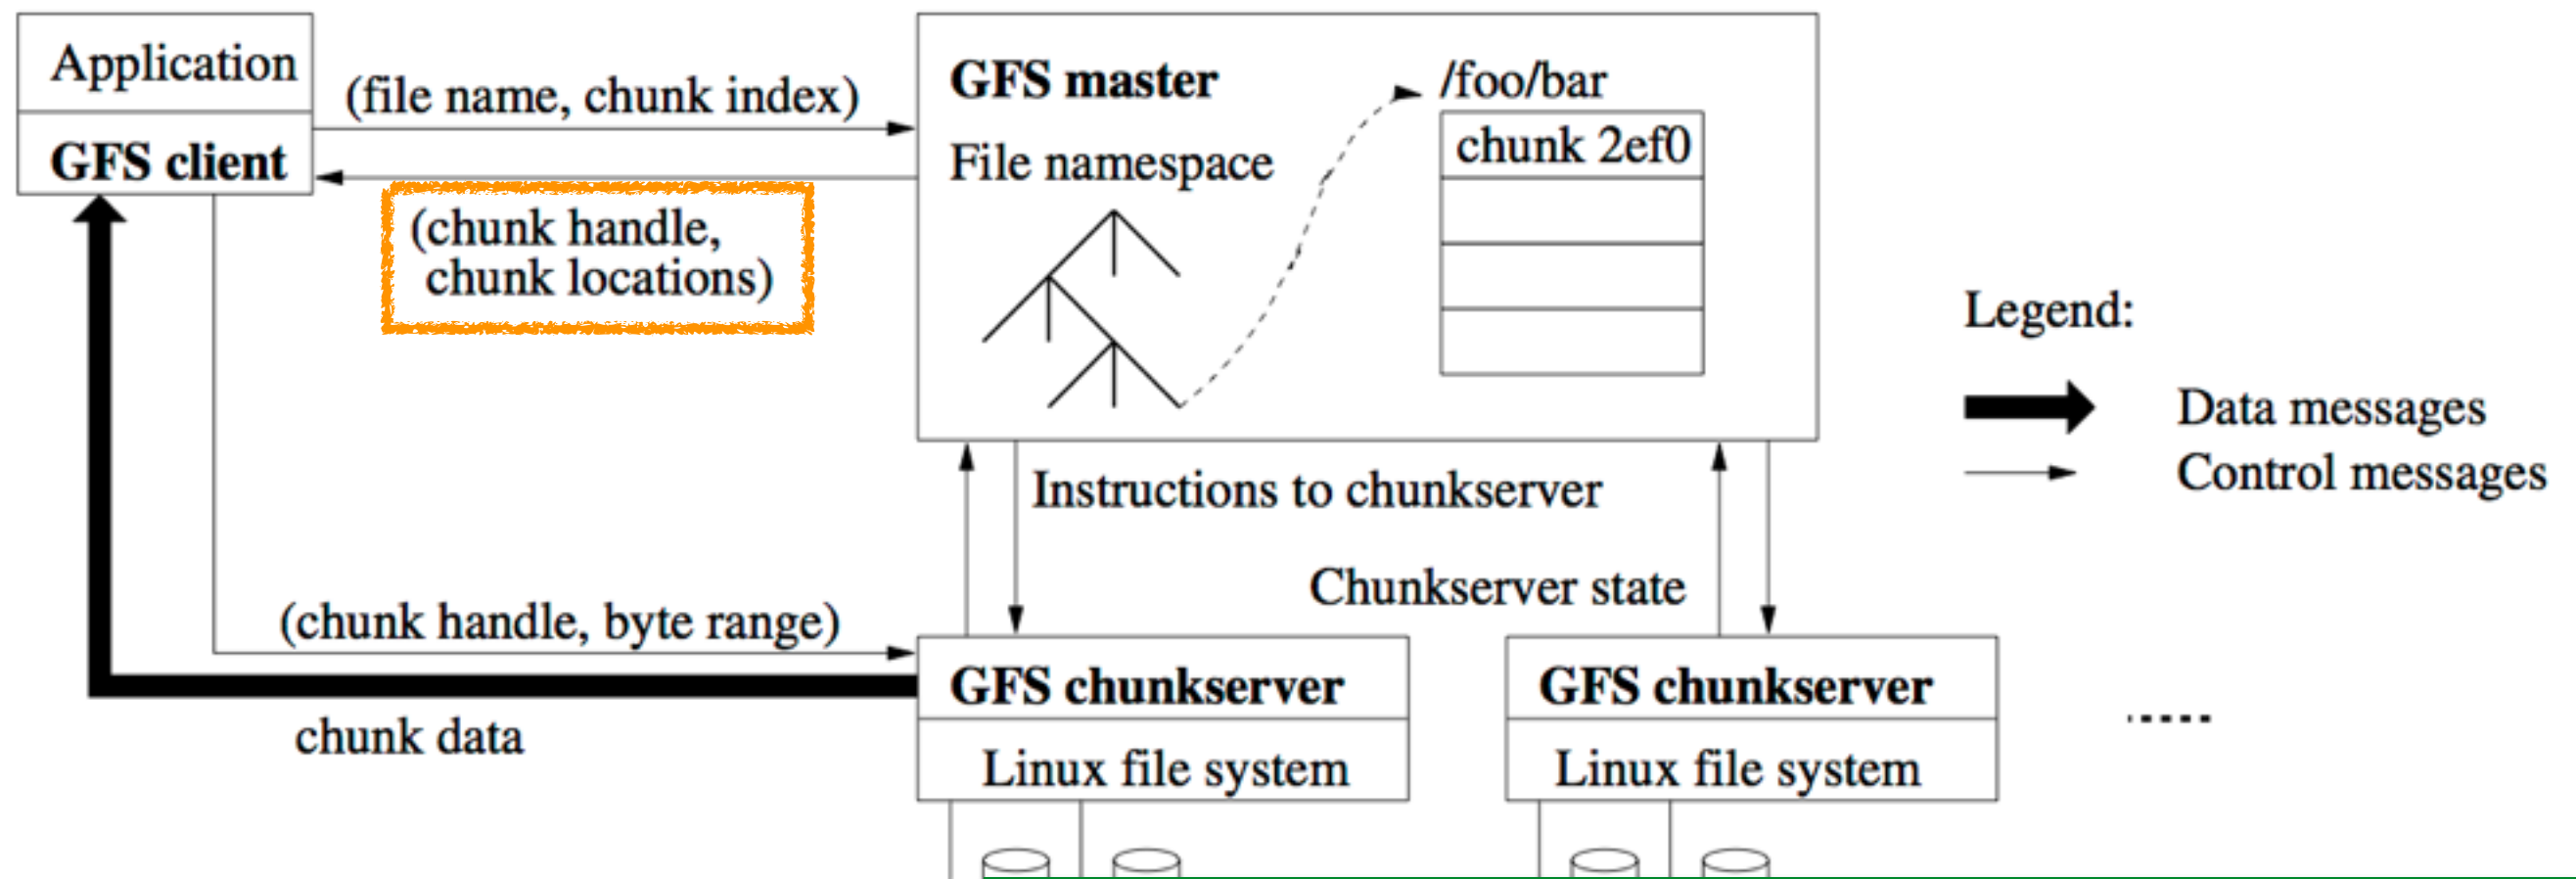 Application
GFS client
(file name, chunk index)
(chunk handle,
chunk locations)
GFS master
File namespace
/foo/bar
chunk 2ef0
Legend:
Data messages
Control messages
Instructions to chunkserver
Chunkserver state
(chunk handle, byte range)
chunk data
GFS chunkserver
Linux file system
GFS chunkserver
Linux file system